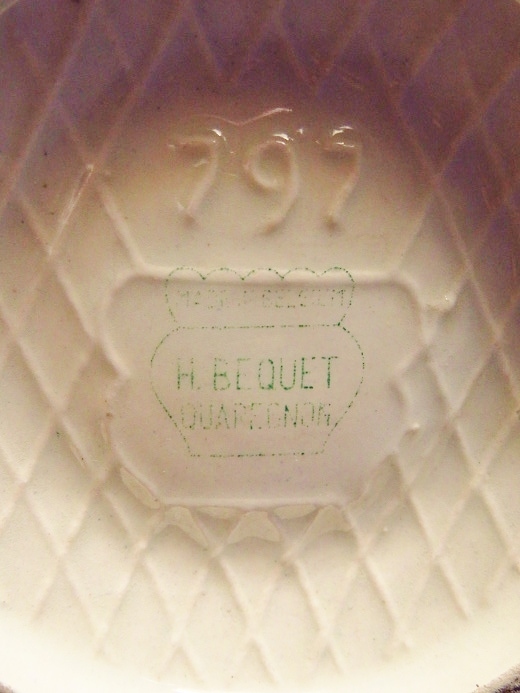 797
MADE IN BELGIUM
H. BEQUET
QUAREGNON